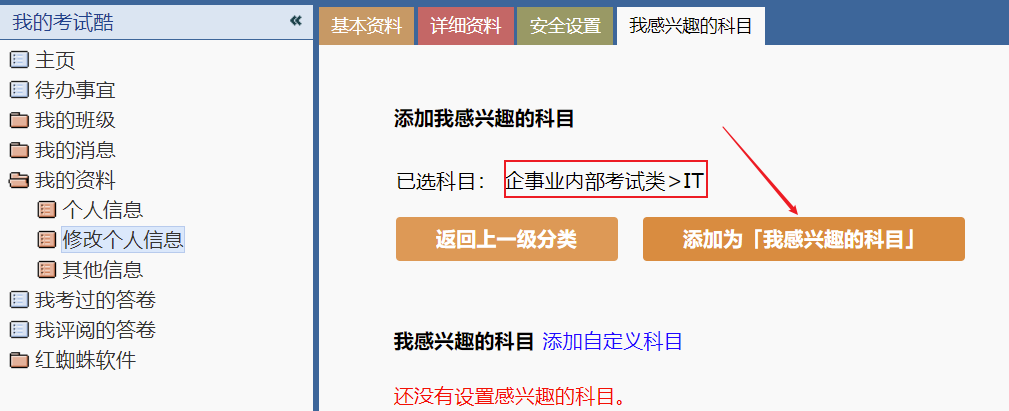 我的考试酷
主页
待办事宜
我的班级
我的消息
我的资料
个人信息
修改个人信息
其他信息
我考过的答卷
我评阅的答卷
红蜘蛛软件
基本资料 详细资料 安全设置 我感兴趣的科目
添加我感兴趣的科目
已选科目： 企事业内部考试类>IT
返回上一级分类 添加为「我感兴趣的科目」
我感兴趣的科目 添加自定义科目
还没有设置感兴趣的科目。